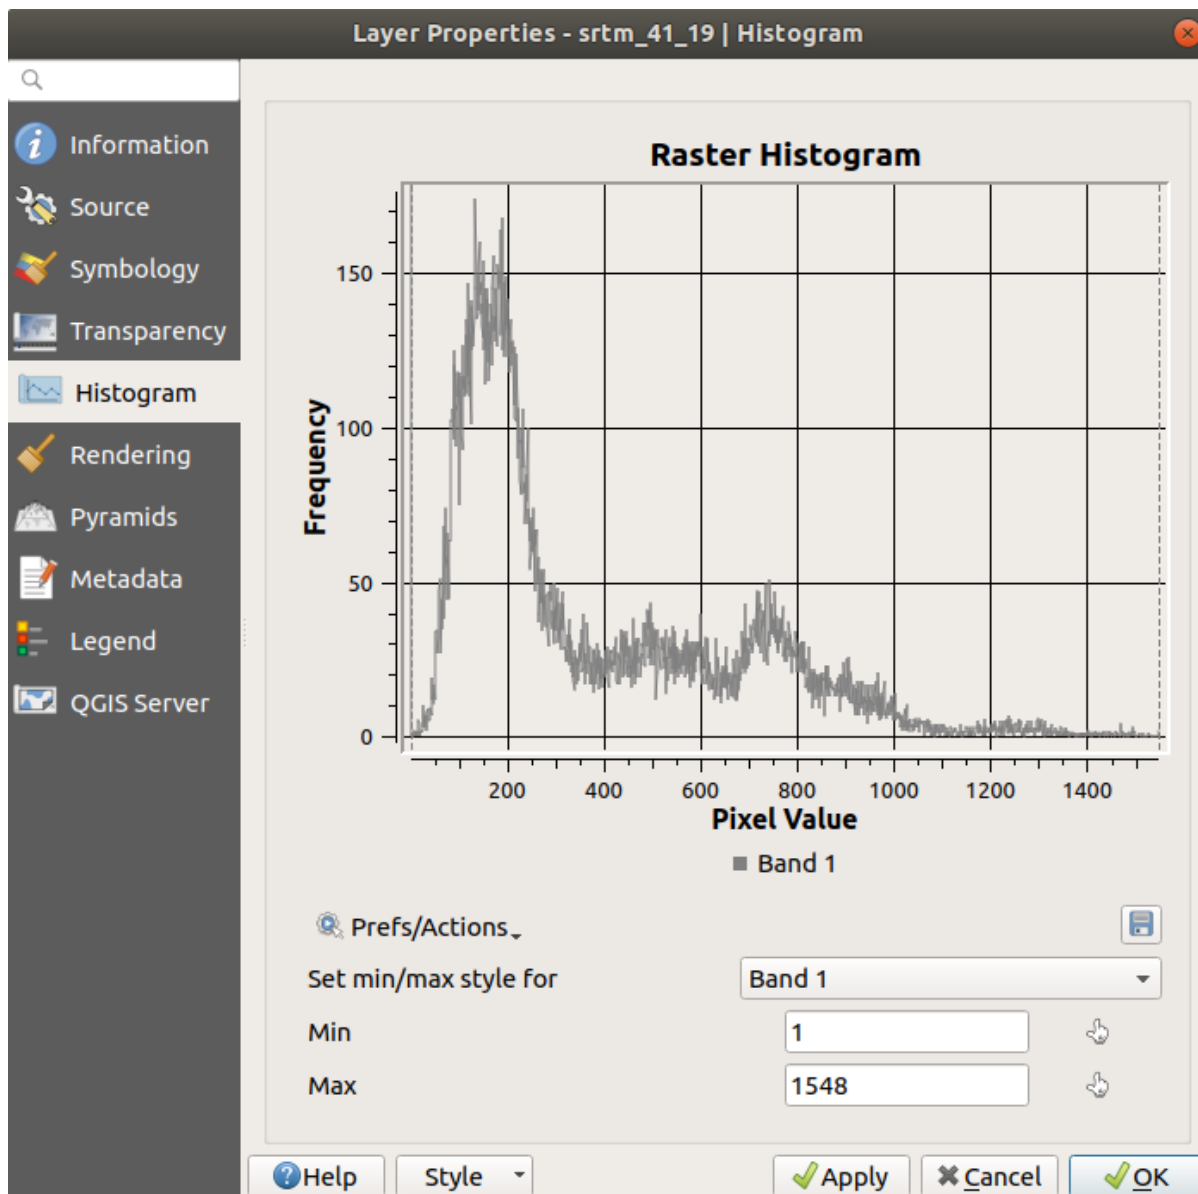 Layer Properties - srtm_41_19 | Histogram
Information
Source
Symbology
Transparency
Histogram
Rendering
Pyramids
Metadata
Legend
QGIS Server
Raster Histogram
Frequency
150
100
50
0
200 400 600 800 1000 1200 1400
Pixel Value
Band 1
Prefs/Actions
Set min/max style for Band 1
Min 1
Max 1548
Help Style Apply Cancel OK